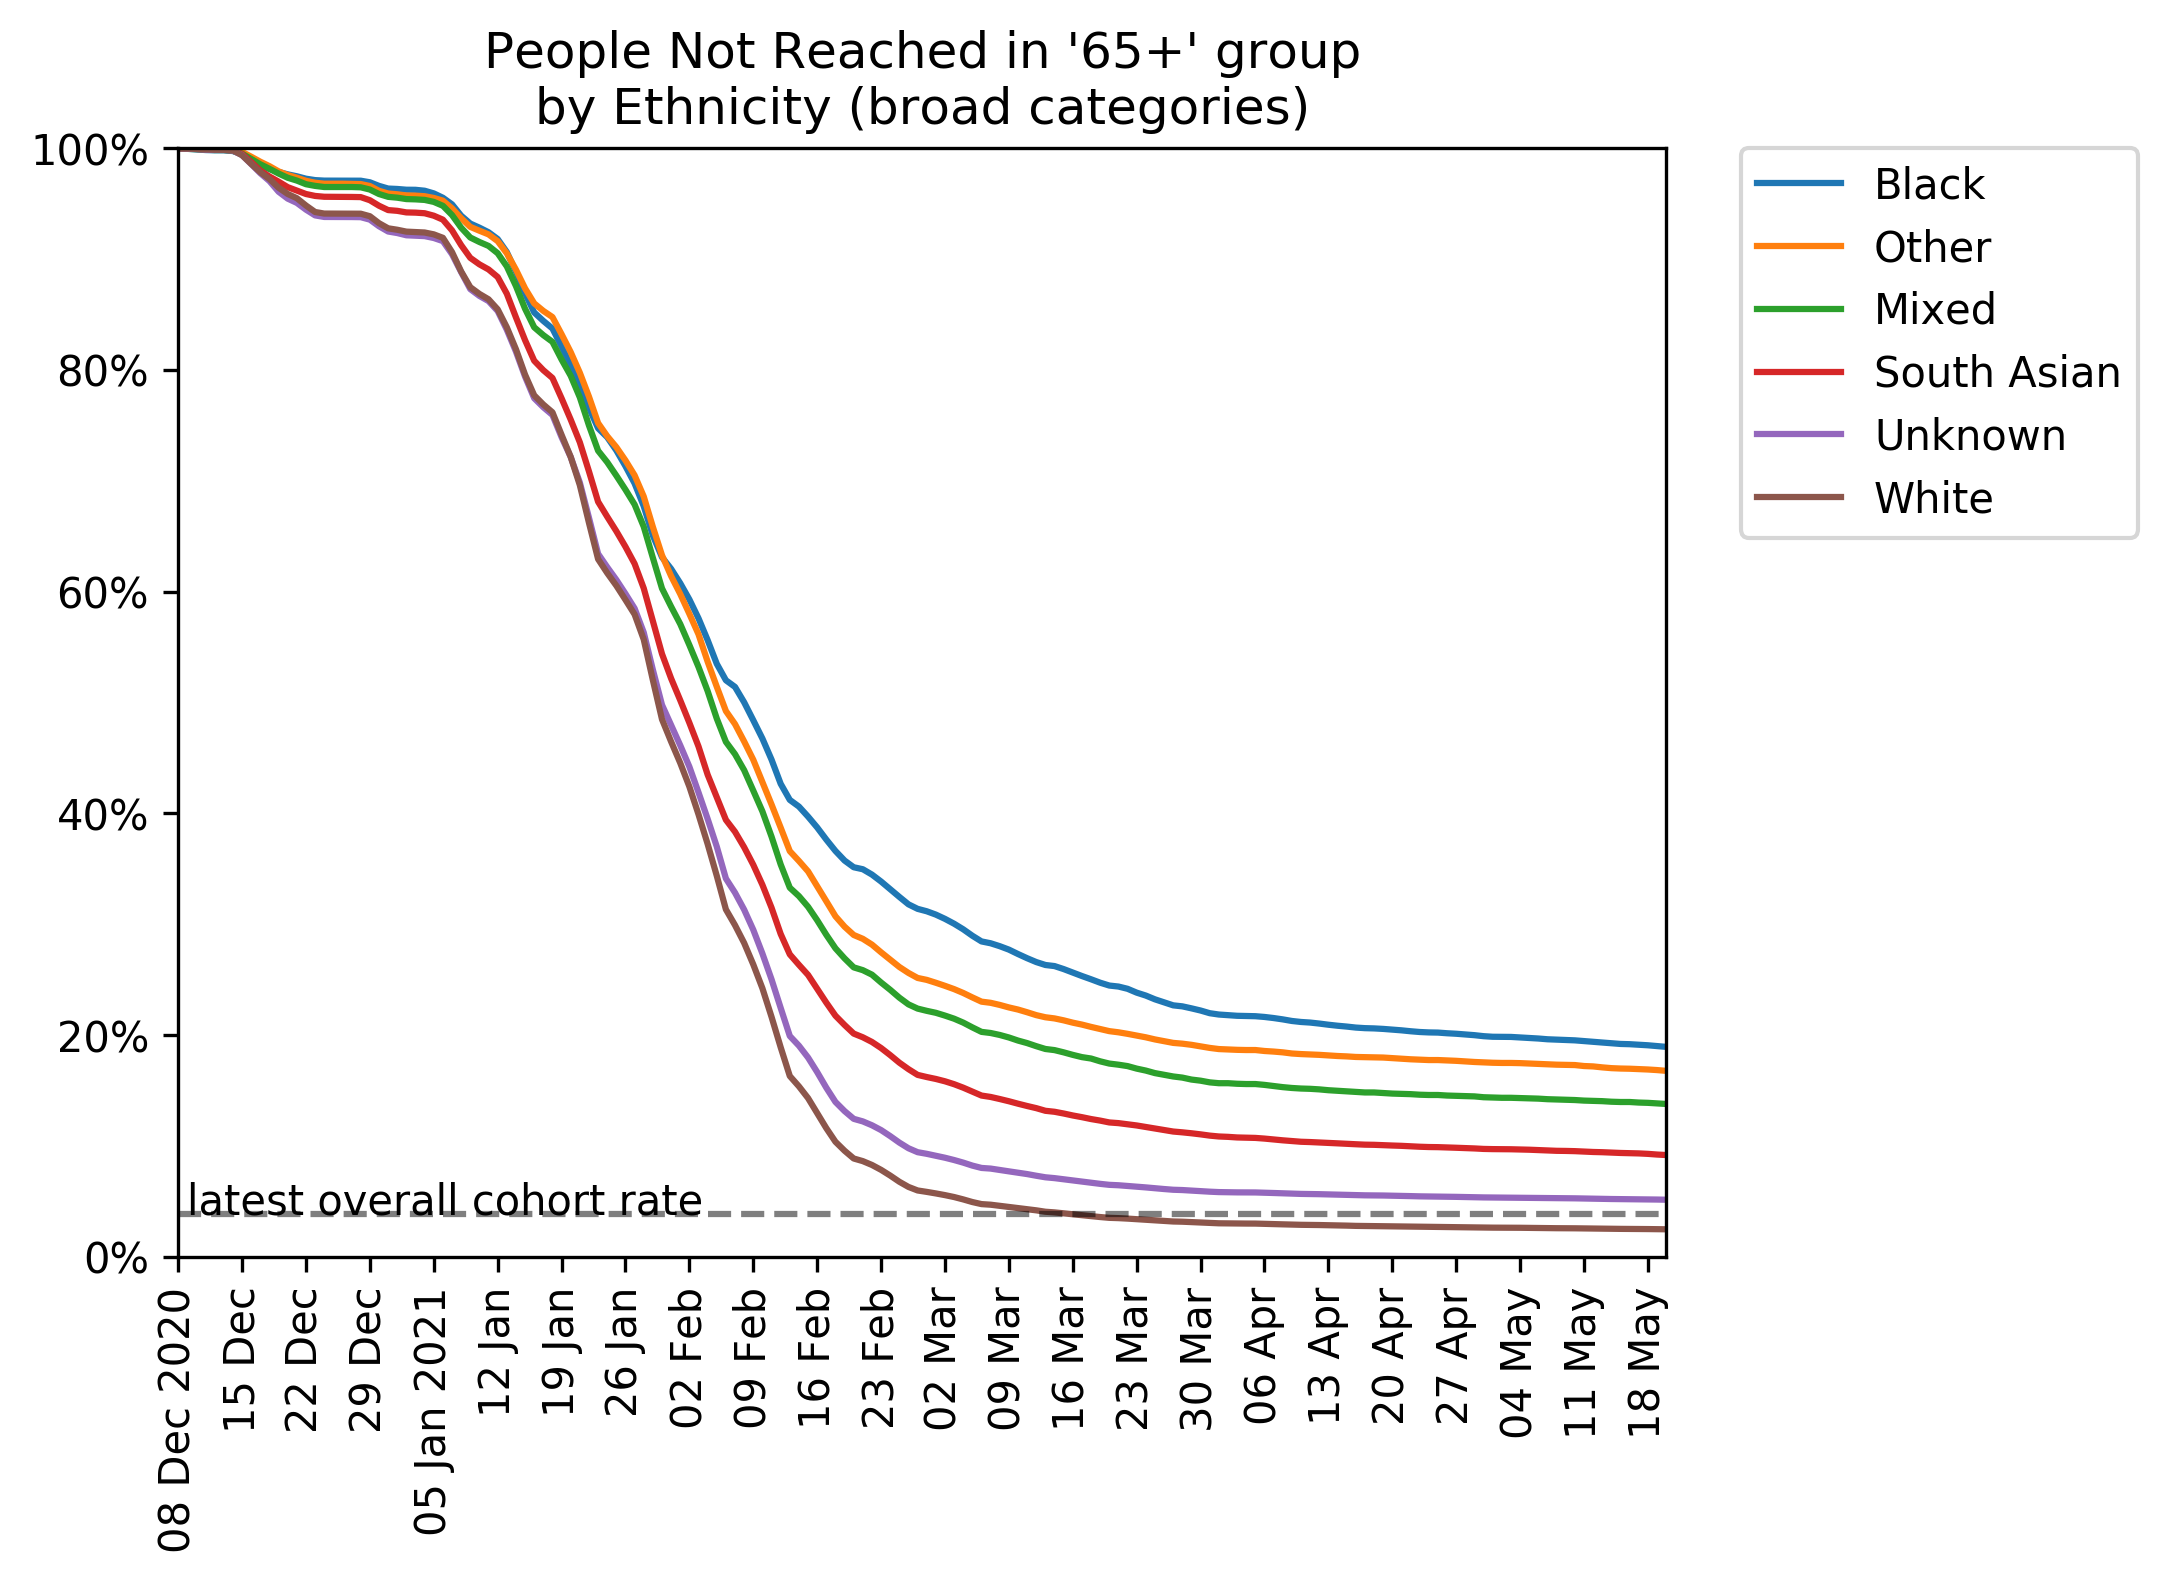 People Not Reached in '65+' group
by Ethnicity (broad categories)
100%
80%
60%
40%
20%
0%
latest overall cohort rate
08 Dec 2020
15 Dec
22 Dec
29 Dec
05 Jan 2021
12 Jan
19 Jan
26 Jan
02 Feb
09 Feb
16 Feb
23 Feb
02 Mar
09 Mar
16 Mar
23 Mar
30 Mar
06 Apr
13 Apr
20 Apr
27 Apr
04 May
11 May
18 May
Black
Other
Mixed
South Asian
Unknown
White